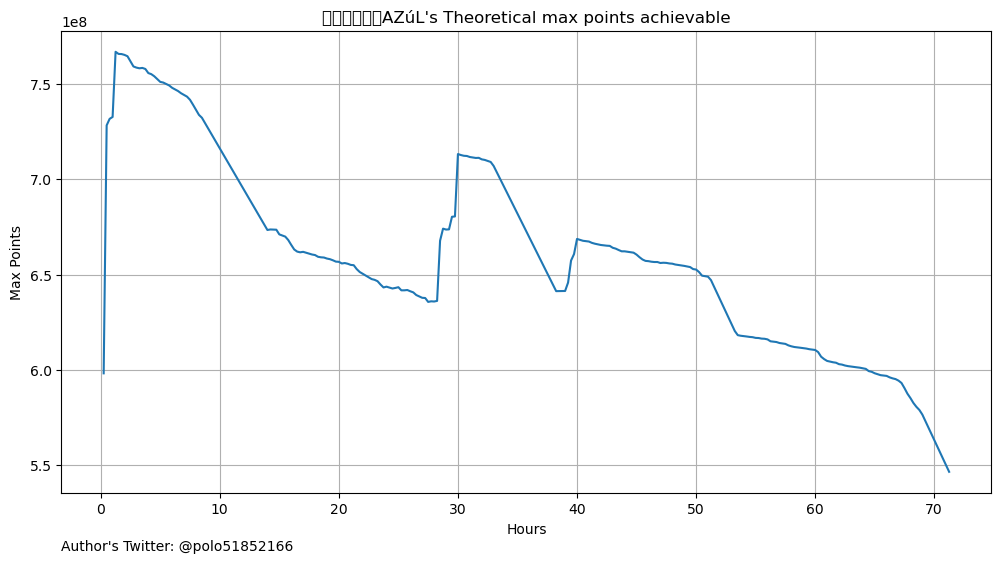 1e8
AZúL's Theoretical max points achievable
7.5
7.0
6.5
6.0
5.5
Max Points
0 10 20 30 40 50 60 70
Hours
Author's Twitter: @polo51852166